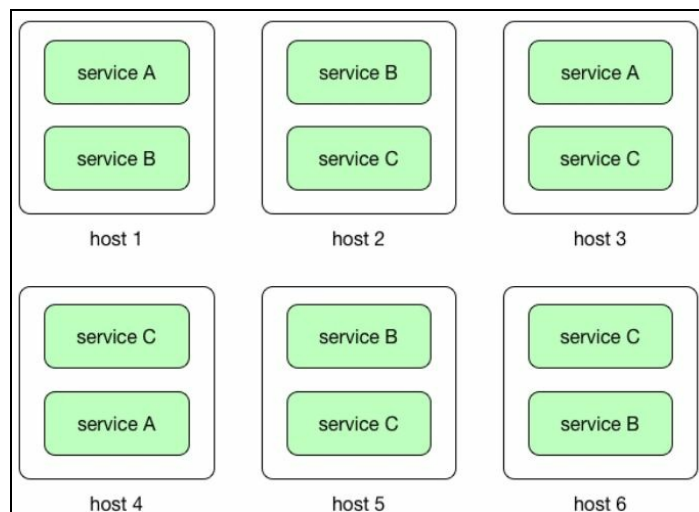 service A
service B
host 1
service B
service C
host 2
service A
service C
host 3
service C
service A
host 4
service B
service C
host 5
service C
service B
host 6